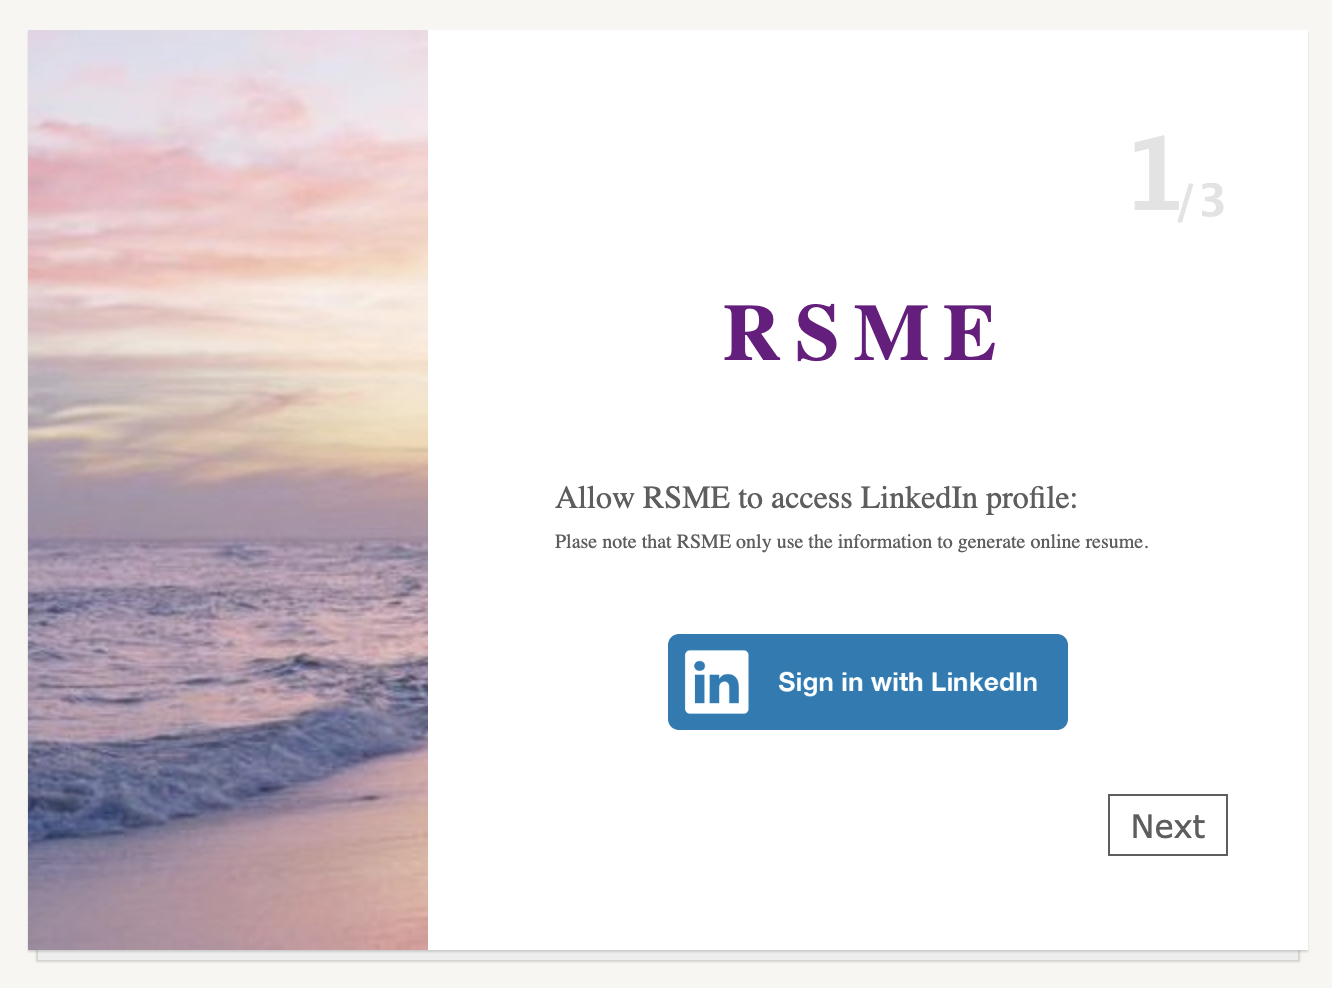 1/3
RSME
Allow RSME to access LinkedIn profile:
Plase note that RSME only use the information to generate online resume.
in Sign in with LinkedIn
Next